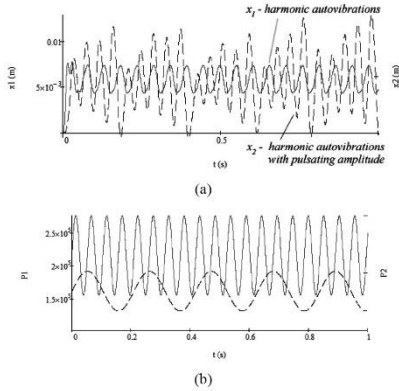 x₁ - harmonic autovibrations
0.01
x1 (m)
5×10⁻³
x2 (m)
0
0.5
t (s)
x₂ - harmonic autovibrations
with pulsating amplitude
(a)
2.5×10⁵
P1
2×10⁵
P2
1.5×10⁵
0 0.2 0.4 0.6 0.8 1
t (s)
(b)